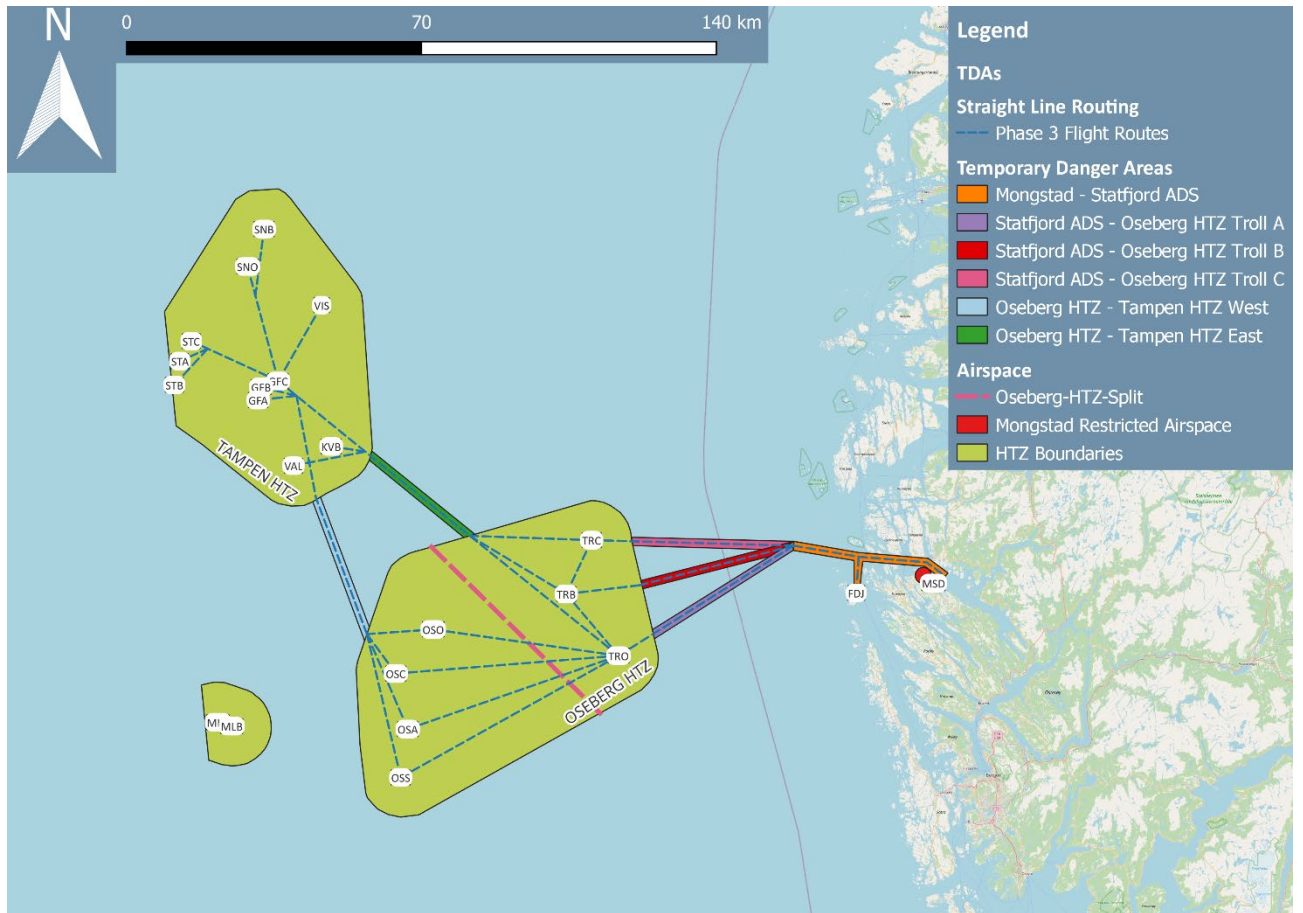 N
0
70
140 km
Legend
TDAs
Straight Line Routing
Phase 3 Flight Routes
Temporary Danger Areas
Mongstad - Statfjord ADS
Statfjord ADS - Oseberg HTZ Troll A
Statfjord ADS - Oseberg HTZ Troll B
Statfjord ADS - Oseberg HTZ Troll C
Oseberg HTZ - Tampen HTZ West
Oseberg HTZ - Tampen HTZ East
Airspace
Oseberg-HTZ-Split
Mongstad Restricted Airspace
HTZ Boundaries
SNB
SNO
VIS
STC
STA
STB
GFC
GFB
GFA
KVB
VAL
TAMPEN HTZ
TRC
TRB
FDJ
MSD
OSO
TRO
OSC
OSEBERG HTZ
OSA
MLB
OSS